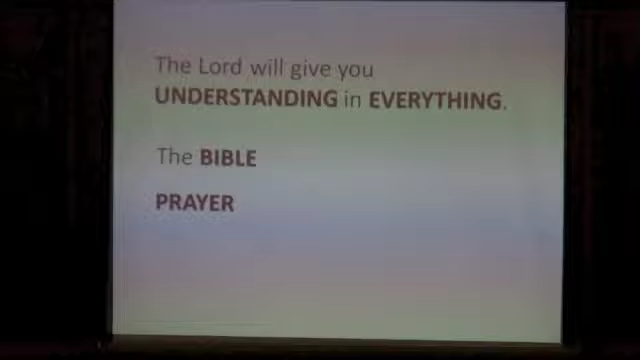 The Lord will give you
UNDERSTANDING in EVERYTHING.
The BIBLE
PRAYER